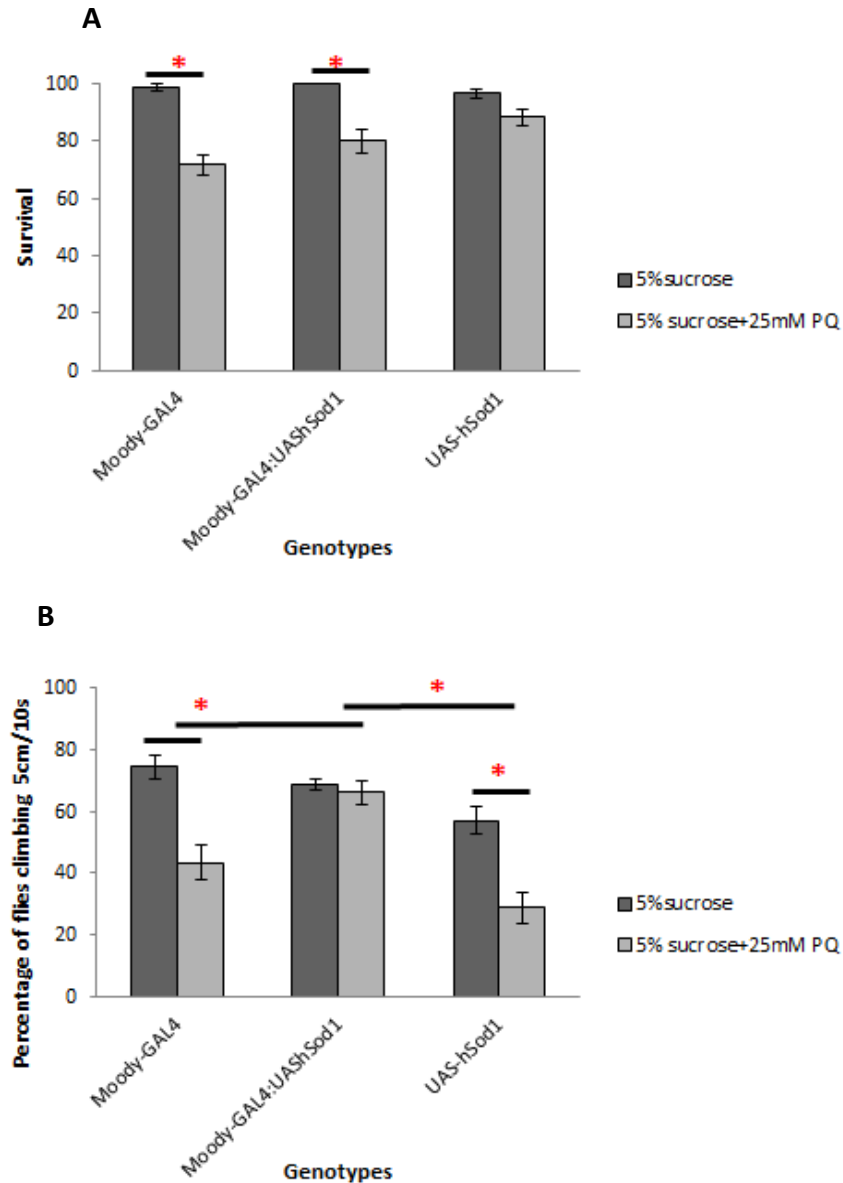 A
*
*
100
80
60
40
20
0
Survival
Moody-GAL4
Moody-GAL4:UAShSod1
UAS-hSod1
Genotypes
5%sucrose
5% sucrose+25mM PQ
B
*
*
*
100
80
60
40
20
0
Percentage of flies climbing 5cm/10s
Moody-GAL4
Moody-GAL4:UAShSod1
UAS-hSod1
Genotypes
5%sucrose
5% sucrose+25mM PQ